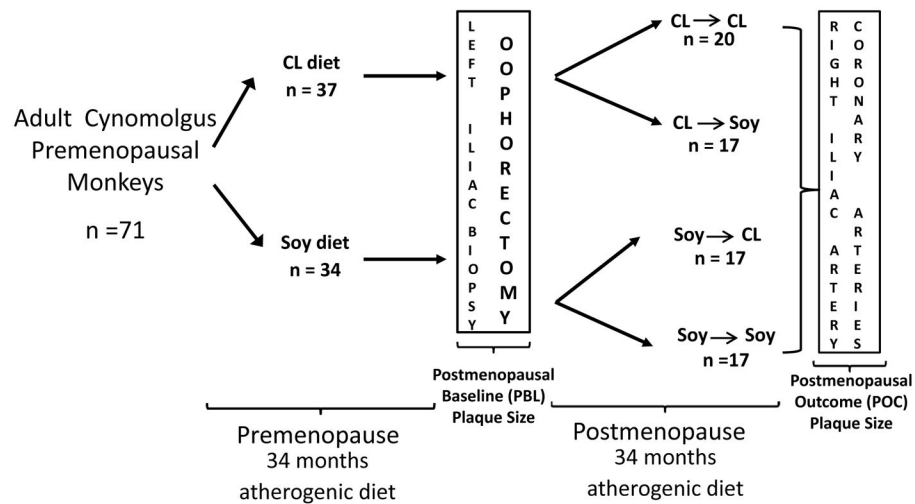 Adult Cynomolgus
Premenopausal
Monkeys
n =71
CL diet
n = 37
Soy diet
n = 34
LEFT ILIAC BIOPSY
OOPHORECTOMY
CL → CL
n = 20
CL → Soy
n = 17
Soy → CL
n = 17
Soy → Soy
n =17
RIGHT ILIAC ARTERY
CORONARY ARTERIES
Postmenopausal
Baseline (PBL)
Plaque Size
Postmenopausal
Outcome (POC)
Plaque Size
Premenopause
34 months
atherogenic diet
Postmenopause
34 months
atherogenic diet